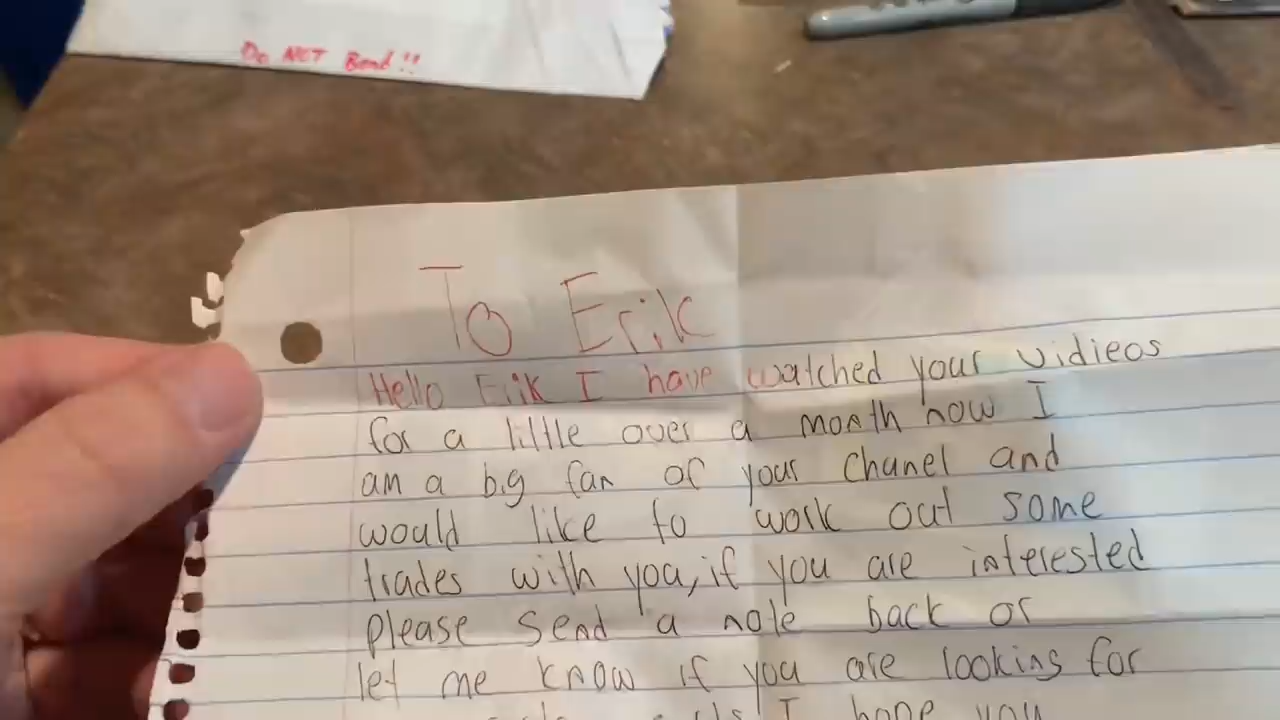 Do NOT Bend!!
To Erik
Hello Erik I have watched your vidieos
for a little over a month now I
am a big fan of your Chanel and
would like to work out some
trades with you, if you are interested
please send a note back or
let me know if you are looking for
I hope you